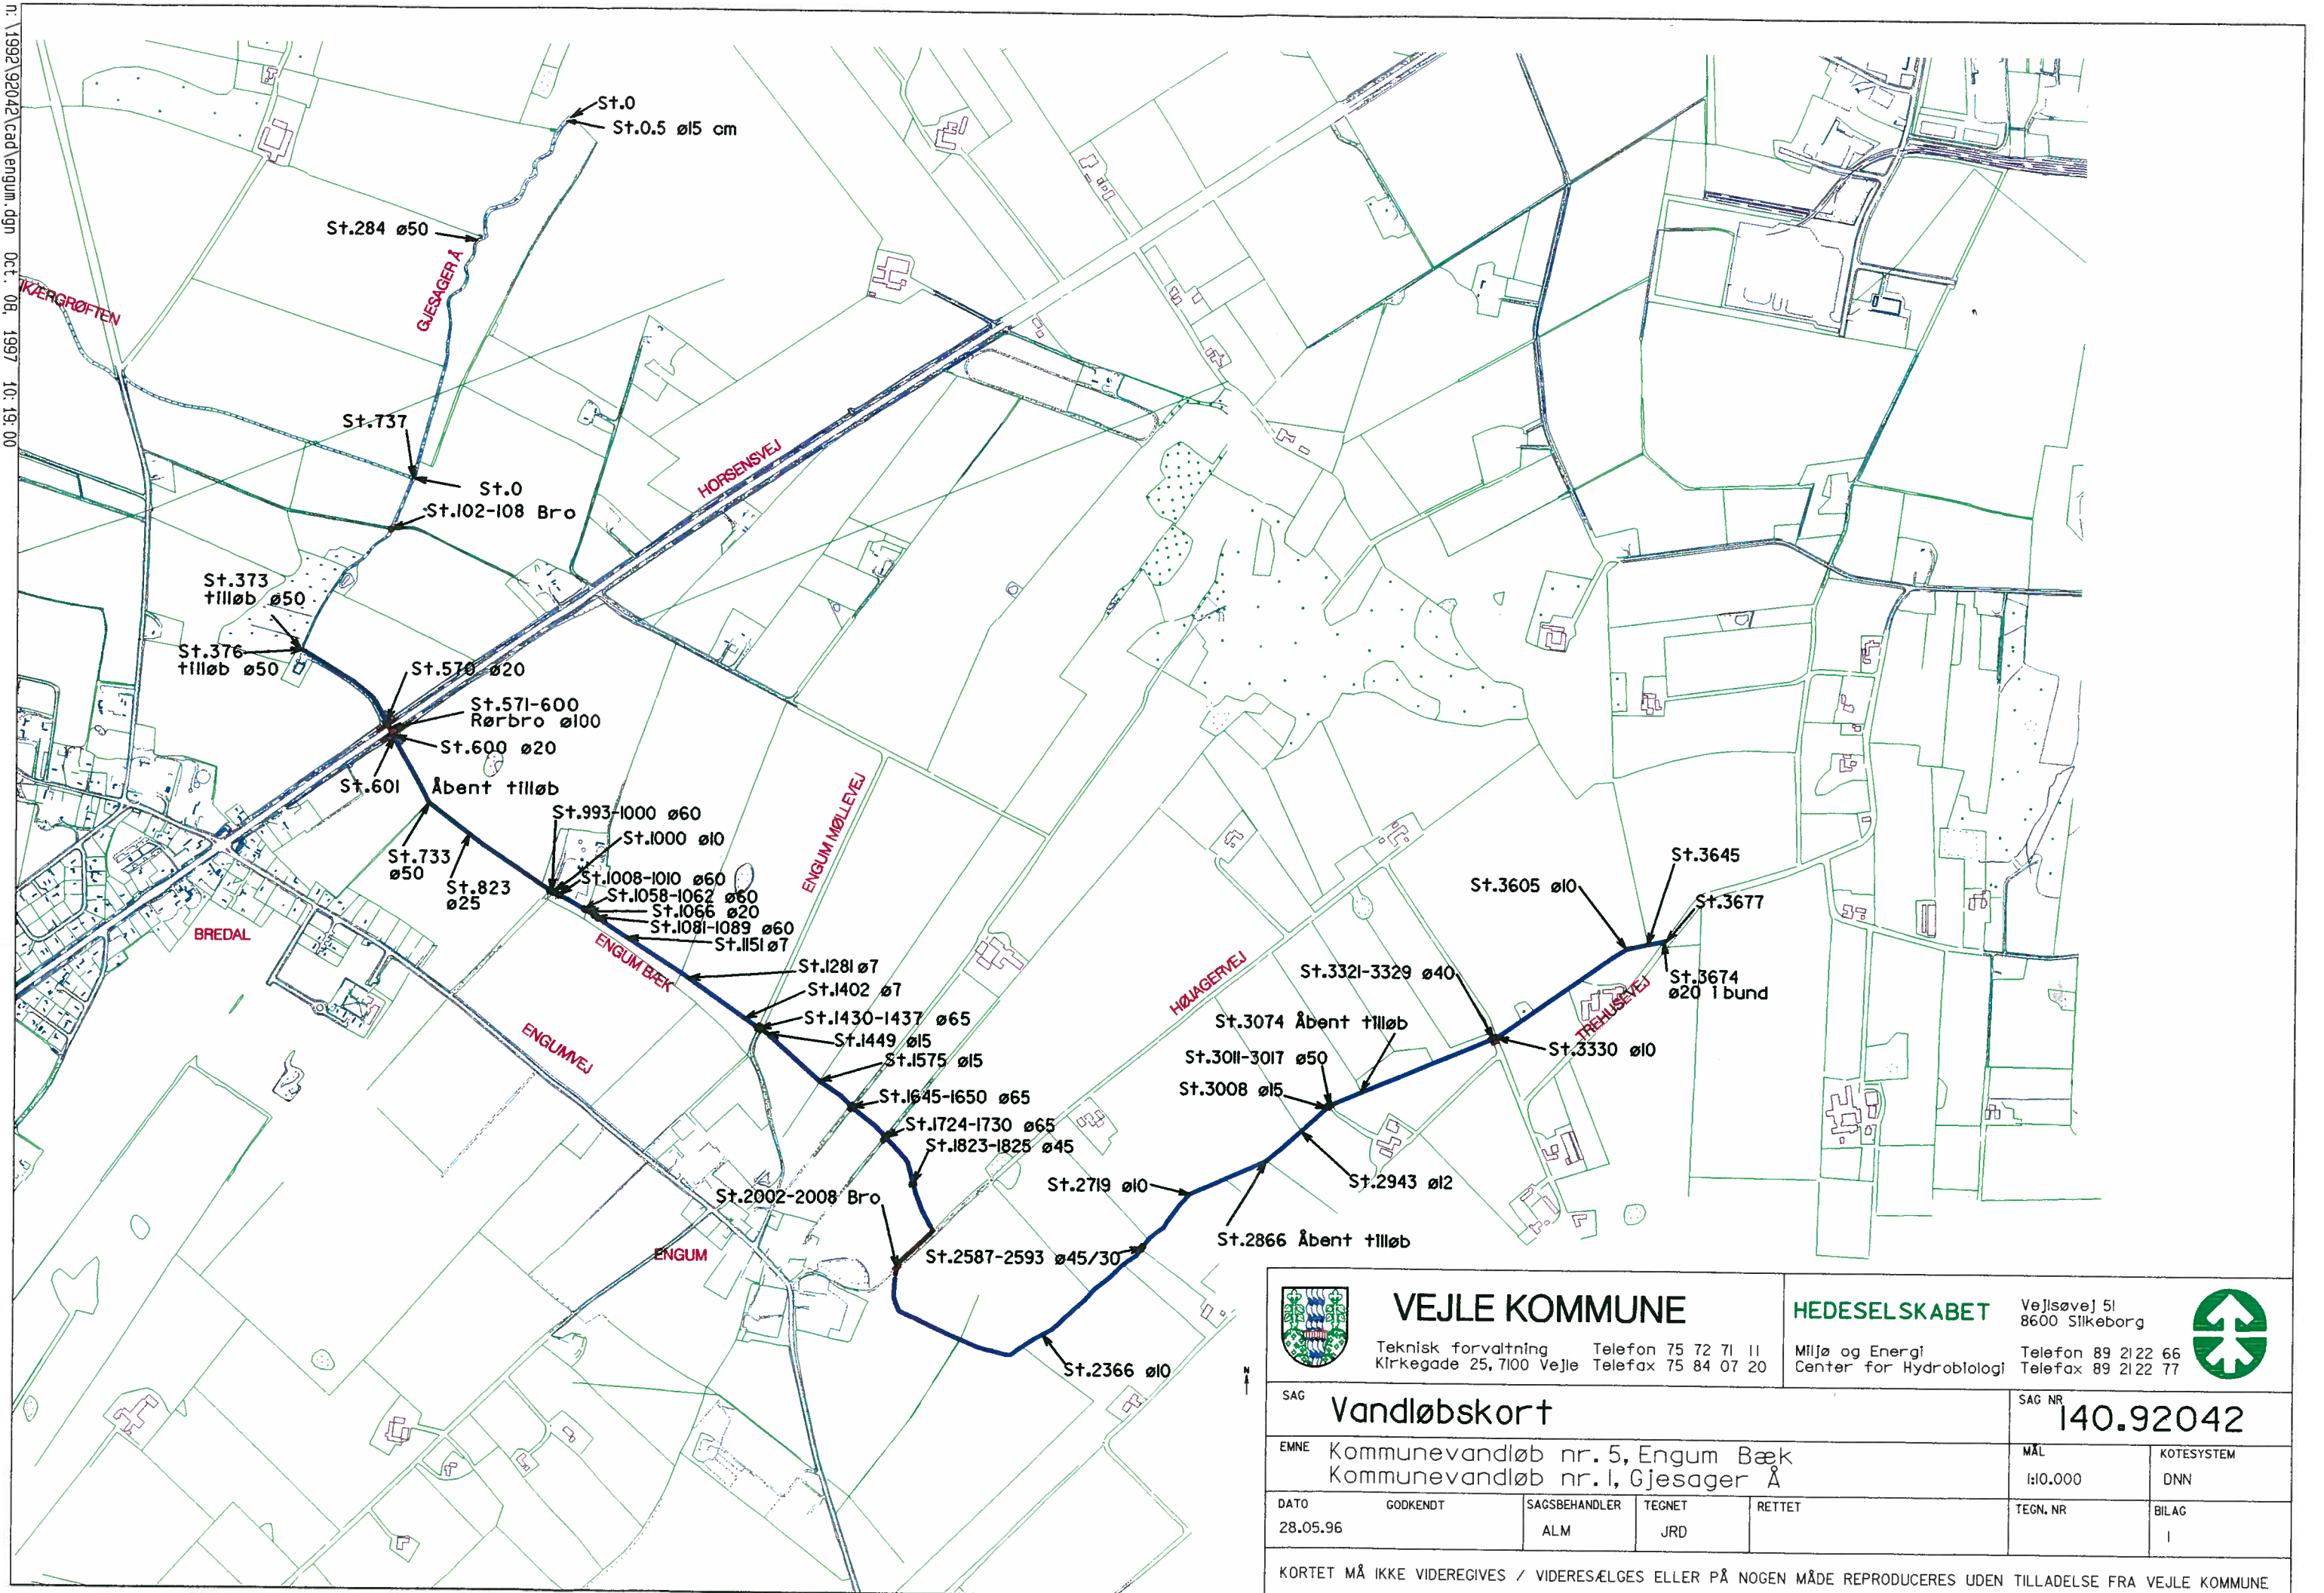 n:\1992\92042\cad\engum.dgn Oct. 08, 1997 10:19:00
St.0
St.0.5 ø15 cm
St.284 ø50
GJESAGER Å
KÆRGRØFTEN
St.737
St.0
St.102-108 Bro
HORSENSVEJ
St.373
tilløb ø50
St.376
tilløb ø50
St.570 ø20
St.571-600
Rørbro ø100
St.600 ø20
St.601
Åbent tilløb
St.993-1000 ø60
St.1000 ø10
St.733
ø50
St.823
ø25
St.1008-1010 ø60
St.1058-1062 ø60
St.1066 ø20
St.1081-1089 ø60
St.1151 ø7
ENGUM MØLLEVEJ
BREDAL
ENGUM BÆK
St.1281 ø7
St.1402 ø7
St.1430-1437 ø65
St.1449 ø15
St.1575 ø15
ENGUMVEJ
St.1645-1650 ø65
St.1724-1730 ø65
St.1823-1825 ø45
St.2002-2008 Bro
ENGUM
St.2587-2593 ø45/30
St.2366 ø10
St.2719 ø10
St.2866 Åbent tilløb
St.2943 ø12
St.3008 ø15
St.3011-3017 ø50
St.3074 Åbent tilløb
HØJAGERVEJ
St.3321-3329 ø40
St.3330 ø10
TREHUSEVEJ
St.3605 ø10
St.3645
St.3677
St.3674
ø20 i bund
N
VEJLE KOMMUNE
Teknisk forvaltning Telefon 75 72 71 11
Kirkegade 25, 7100 Vejle Telefax 75 84 07 20
HEDESELSKABET
Vejlsøvej 51
8600 Silkeborg
Miljø og Energi Telefon 89 21 22 66
Center for Hydrobiologi Telefax 89 21 22 77
SAG Vandløbskort
SAG NR 140.92042
EMNE Kommunevandløb nr. 5, Engum Bæk
Kommunevandløb nr. 1, Gjesager Å
MÅL
1:10.000
KOTESYSTEM
DNN
DATO
28.05.96
GODKENDT
SAGSBEHANDLER
ALM
TEGNET
JRD
RETTET
TEGN. NR
BILAG
1
KORTET MÅ IKKE VIDEREGIVES / VIDERESÆLGES ELLER PÅ NOGEN MÅDE REPRODUCERES UDEN TILLADELSE FRA VEJLE KOMMUNE